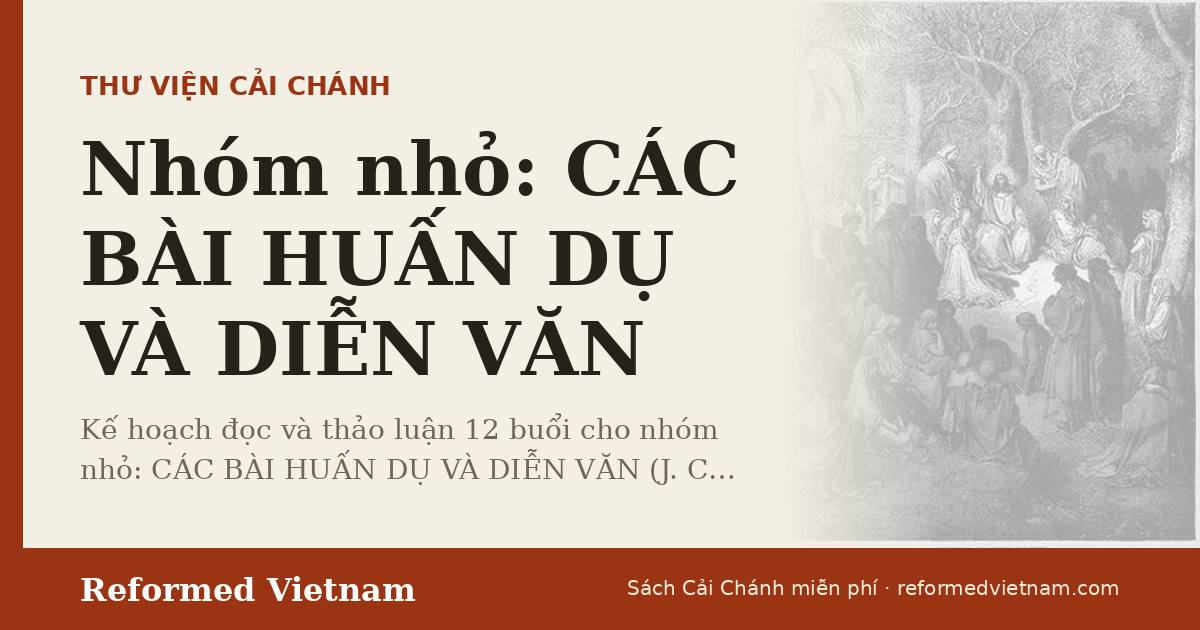 THƯ VIỆN CẢI CHÁNH
Nhóm nhỏ: CÁC
BÀI HUẤN DỤ
VÀ DIỄN VĂN
Kế hoạch đọc và thảo luận 12 buổi cho nhóm
nhỏ: CÁC BÀI HUẤN DỤ VÀ DIỄN VĂN (J. C…
Reformed Vietnam
Sách Cải Chánh miễn phí · reformedvietnam.com